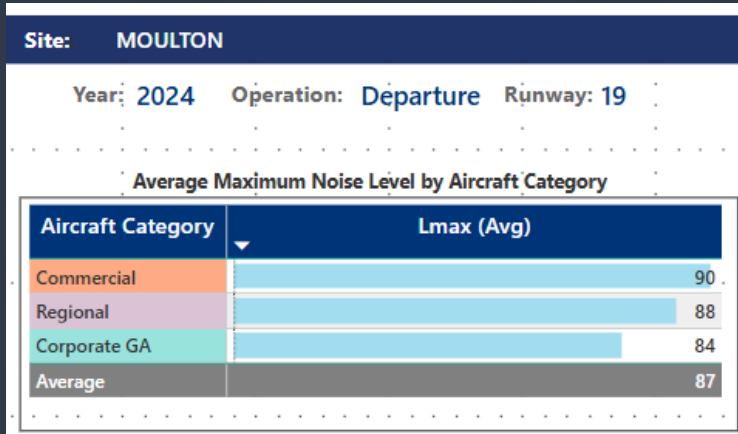 Site: MOULTON
Year: 2024 Operation: Departure Runway: 19
Average Maximum Noise Level by Aircraft Category
Aircraft Category Lmax (Avg)
Commercial 90
Regional 88
Corporate GA 84
Average 87